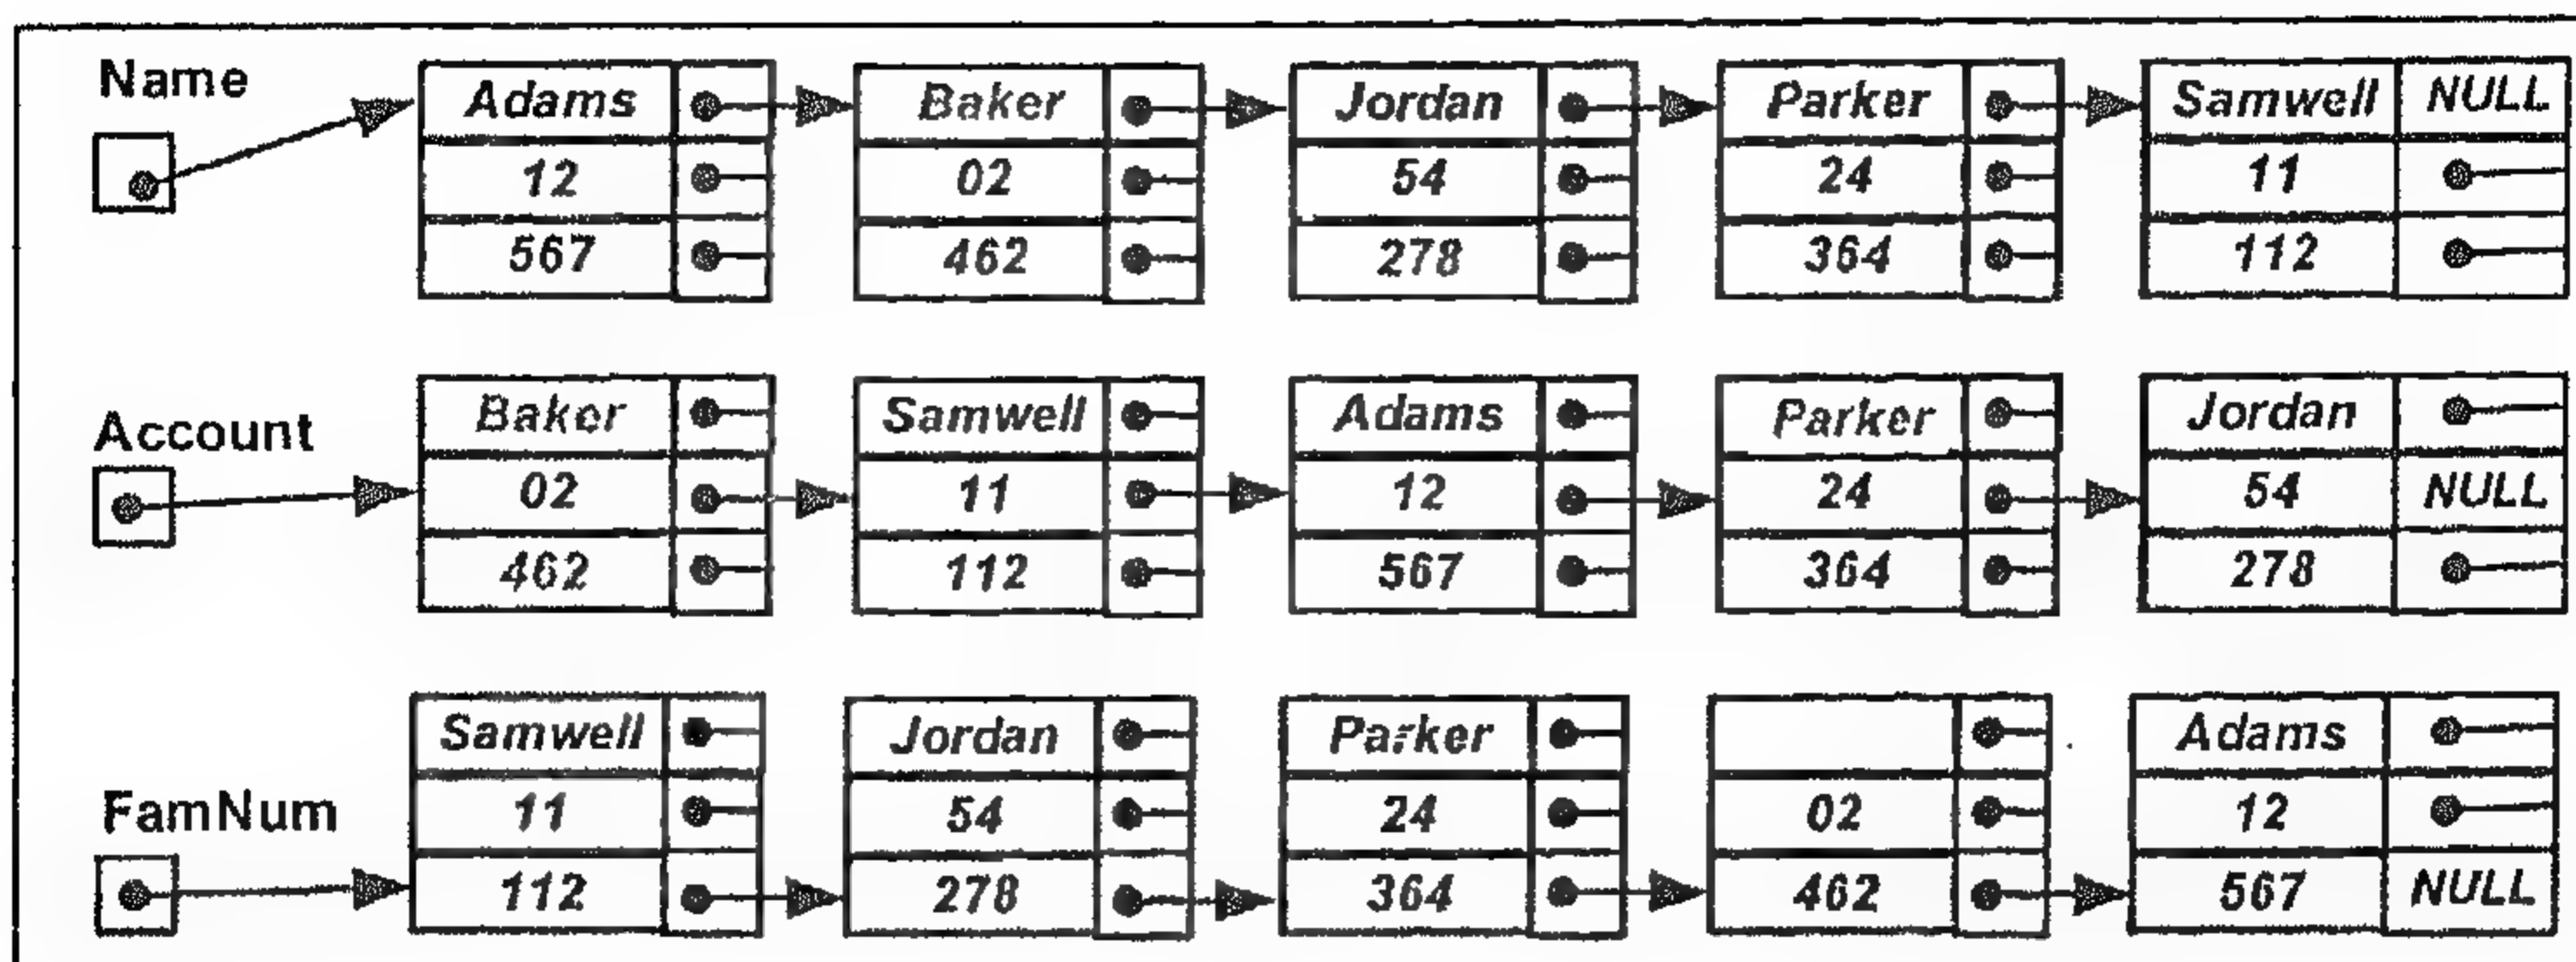 Name
Adams Baker Jordan Parker Samwell NULL
12 02 54 24 11
567 462 278 364 112
Account
Baker Samwell Adams Parker Jordan
02 11 12 24 54 NULL
462 112 567 364 278
FamNum
Samwell Jordan Parker Adams
11 54 24 02 12
112 278 364 462 567 NULL